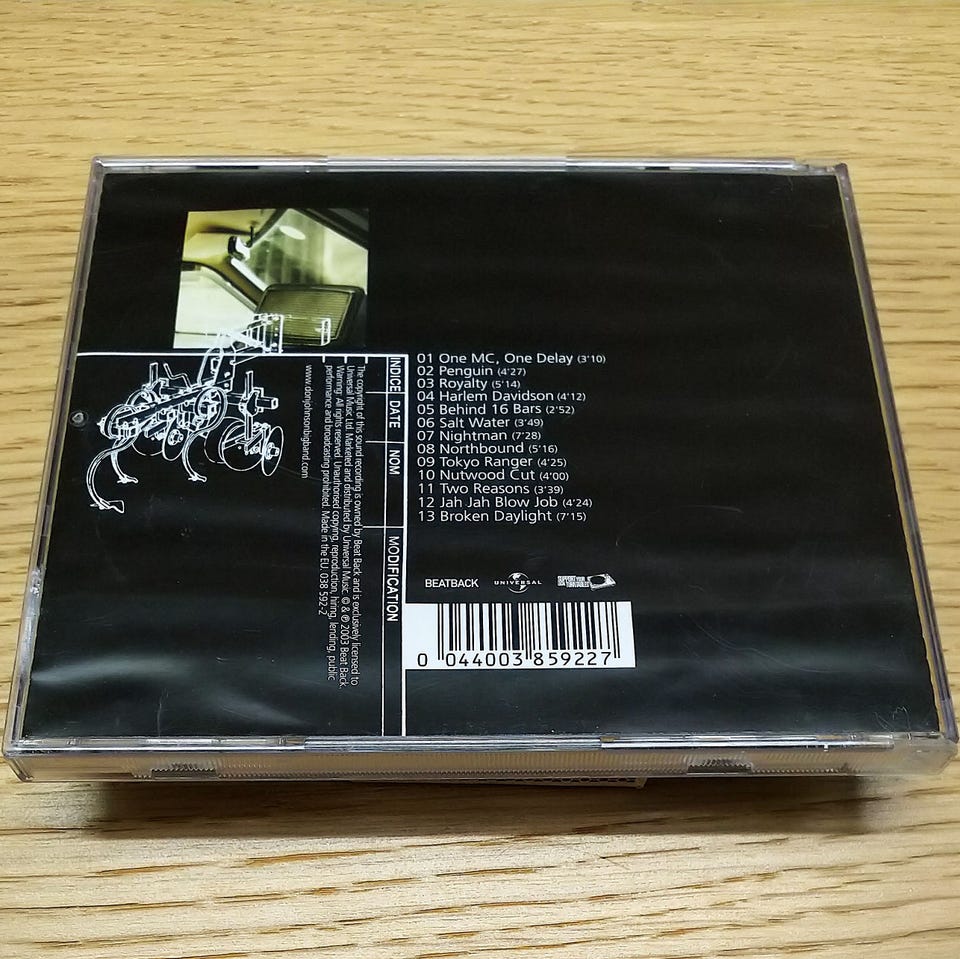 01 One MC, One Delay (3'10)
02 Penguin (4'27)
03 Royalty (5'14)
04 Harlem Davidson (4'12)
05 Behind 16 Bars (2'52)
06 Salt Water (3'49)
07 Nightman (7'28)
08 Northbound (5'16)
09 Tokyo Ranger (4'25)
10 Nutwood Cut (4'00)
11 Two Reasons (3'39)
12 Jah Jah Blow Job (4'24)
13 Broken Daylight (7'15)
INDICE DATE NOM MODIFICATION
The copyright of this sound recording is owned by Beat Back and is exclusively licensed to
Universal Music Ltd. Marketed and distributed by Universal Music. © & ℗ 2003 Beat Back.
Warning: All rights reserved. Unauthorised copying, reproduction, hiring, lending, public
performance and broadcasting prohibited. Made in the EU. 038 592-2
www.donjohnsonbigband.com
BEATBACK UNIVERSAL SUPPORT YOUR
TURNTABLES
0 044003 859227